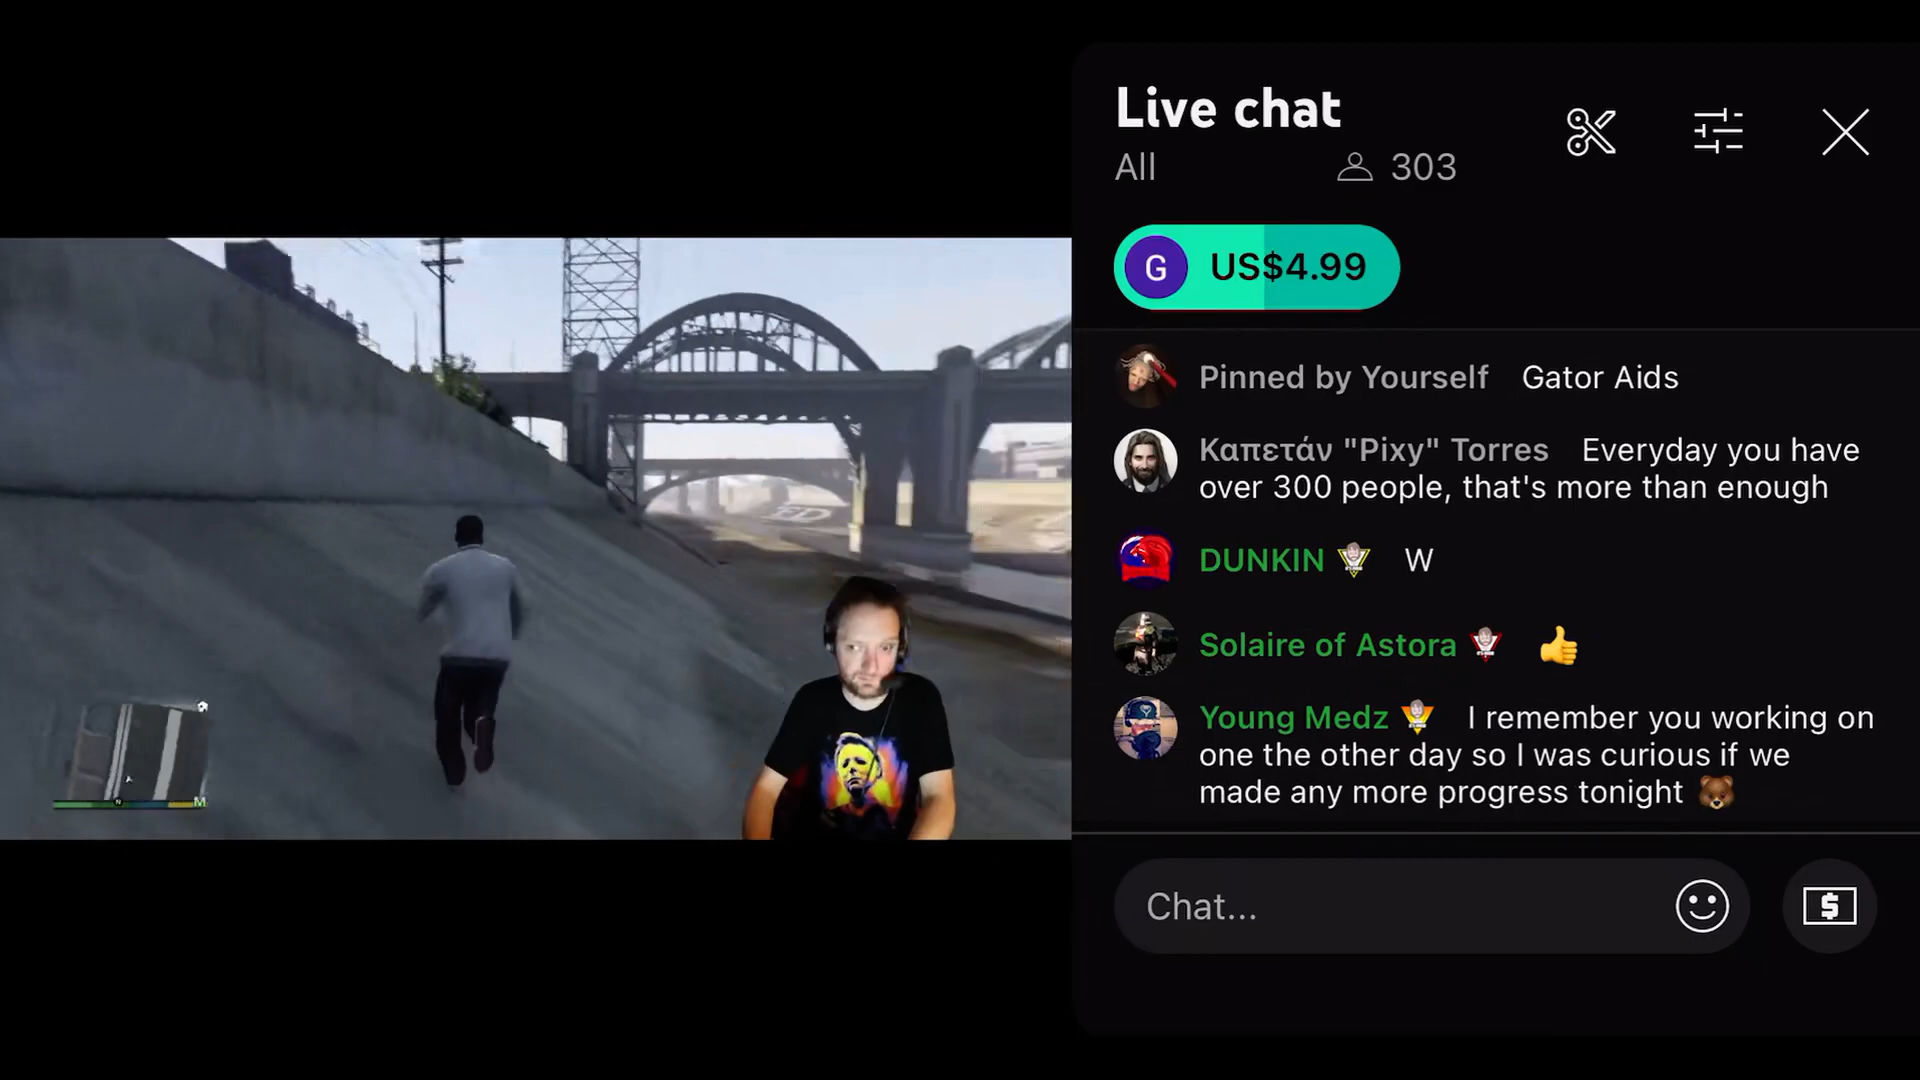 Live chat
All 303
G US$4.99
Pinned by Yourself Gator Aids
Καπετάν "Pixy" Torres Everyday you have
over 300 people, that's more than enough
DUNKIN W
Solaire of Astora 👍
Young Medz I remember you working on
one the other day so I was curious if we
made any more progress tonight 🐻
Chat...